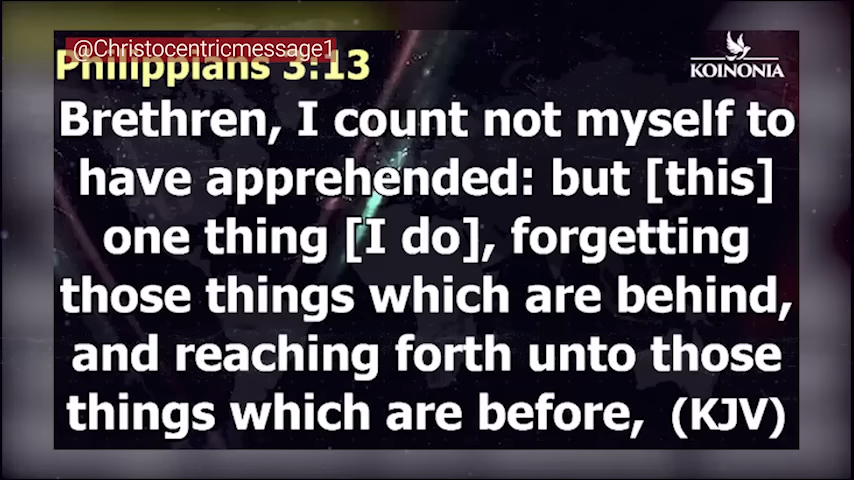 @Christocentricmessage1
Philippians 3:13
KOINONIA
Brethren, I count not myself to
have apprehended: but [this]
one thing [I do], forgetting
those things which are behind,
and reaching forth unto those
things which are before, (KJV)